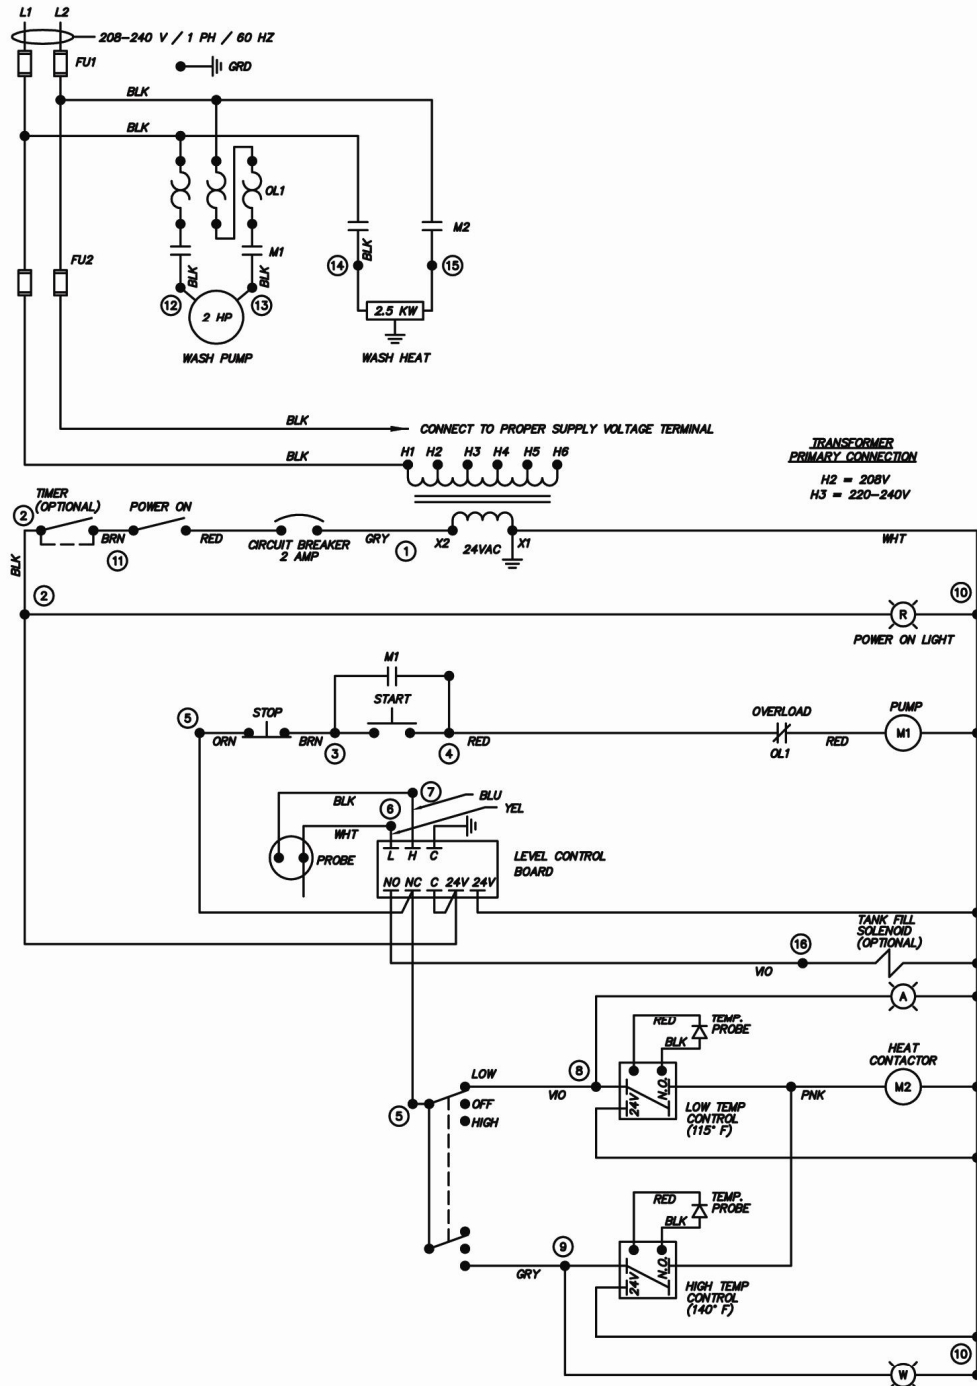 L1 L2
208-240 V / 1 PH / 60 HZ
FU1
GRD
BLK
BLK
OL1
M1
M2
FU2
BLK
BLK
BLK
14
15
12
13
2 HP
2.5 KW
WASH PUMP
WASH HEAT
BLK
CONNECT TO PROPER SUPPLY VOLTAGE TERMINAL
BLK
H1 H2 H3 H4 H5 H6
TRANSFORMER
PRIMARY CONNECTION
H2 = 208V
H3 = 220-240V
TIMER
(OPTIONAL)
2
POWER ON
BRN
11
RED
CIRCUIT BREAKER
2 AMP
GRY
1
X2
24VAC
X1
WHT
BLK
2
10
R
POWER ON LIGHT
M1
START
5
STOP
ORN
BRN
3
4
RED
OVERLOAD
OL1
RED
PUMP
M1
BLK
7
BLU
6
YEL
WHT
PROBE
L H C
NO NC C 24V 24V
LEVEL CONTROL
BOARD
TANK FILL
SOLENOID
(OPTIONAL)
16
VIO
A
RED
TEMP.
PROBE
BLK
HEAT
CONTACTOR
M2
LOW
OFF
HIGH
5
VIO
8
24V
N.O.
PNK
LOW TEMP
CONTROL
(115° F)
RED
TEMP.
PROBE
BLK
9
GRY
24V
N.O.
HIGH TEMP
CONTROL
(140° F)
10
W